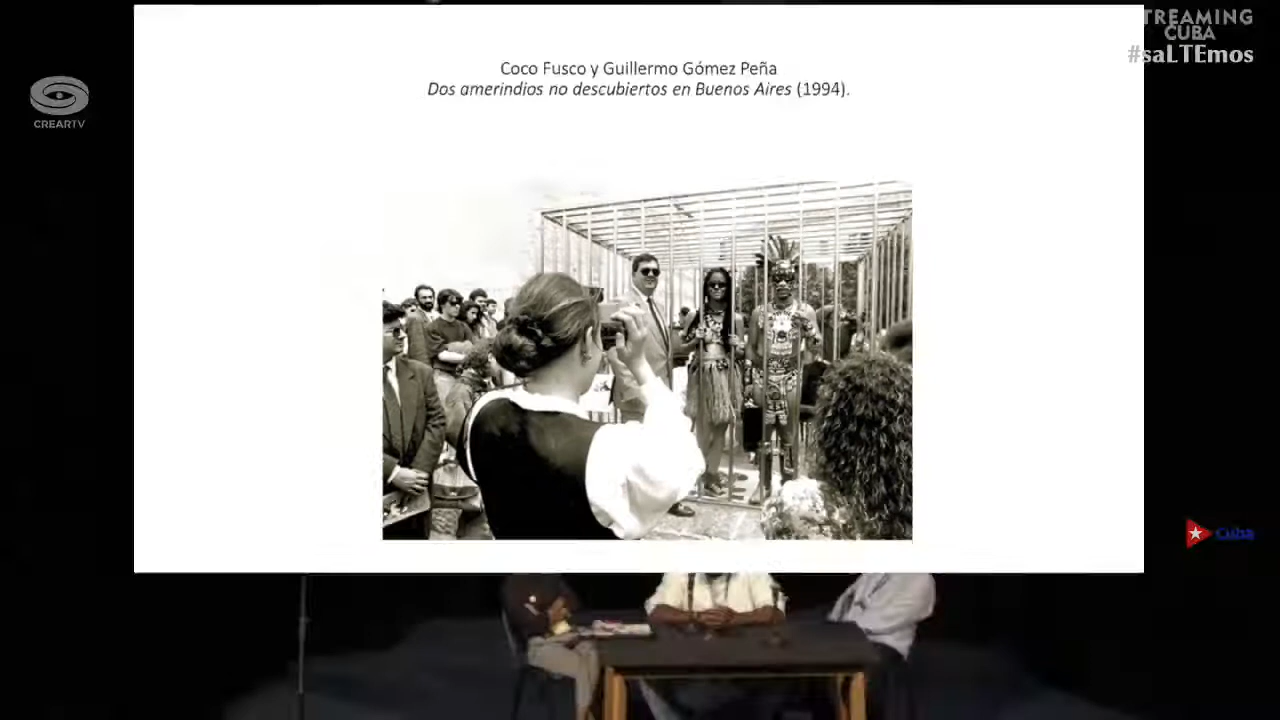 TREAMING
CUBA
#saLTEmos
CREARTV
Coco Fusco y Guillermo Gómez Peña
Dos amerindios no descubiertos en Buenos Aires (1994).
Cuba